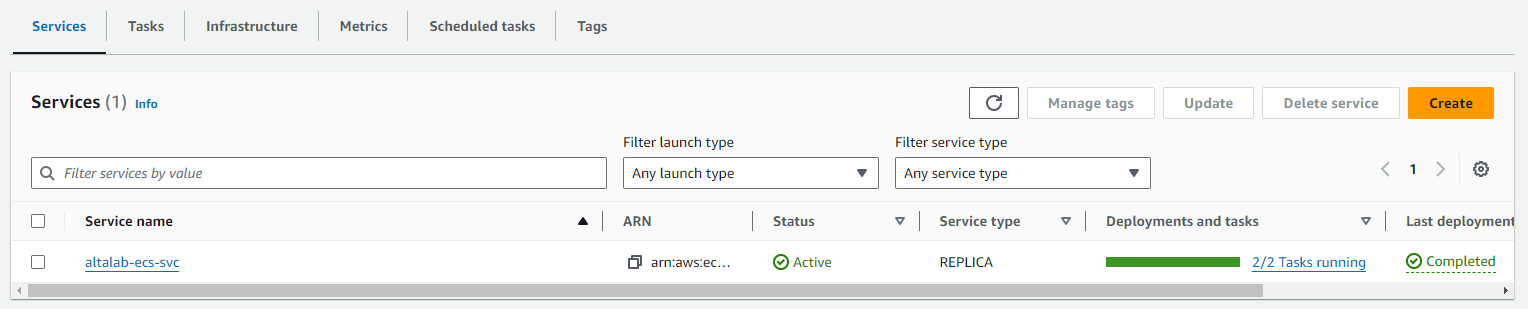 Services Tasks Infrastructure Metrics Scheduled tasks Tags
Services (1) Info
Manage tags Update Delete service Create
Filter launch type Filter service type
Filter services by value Any launch type Any service type 1
Service name ARN Status Service type Deployments and tasks Last deployment
altalab-ecs-svc arn:aws:ec... Active REPLICA 2/2 Tasks running Completed